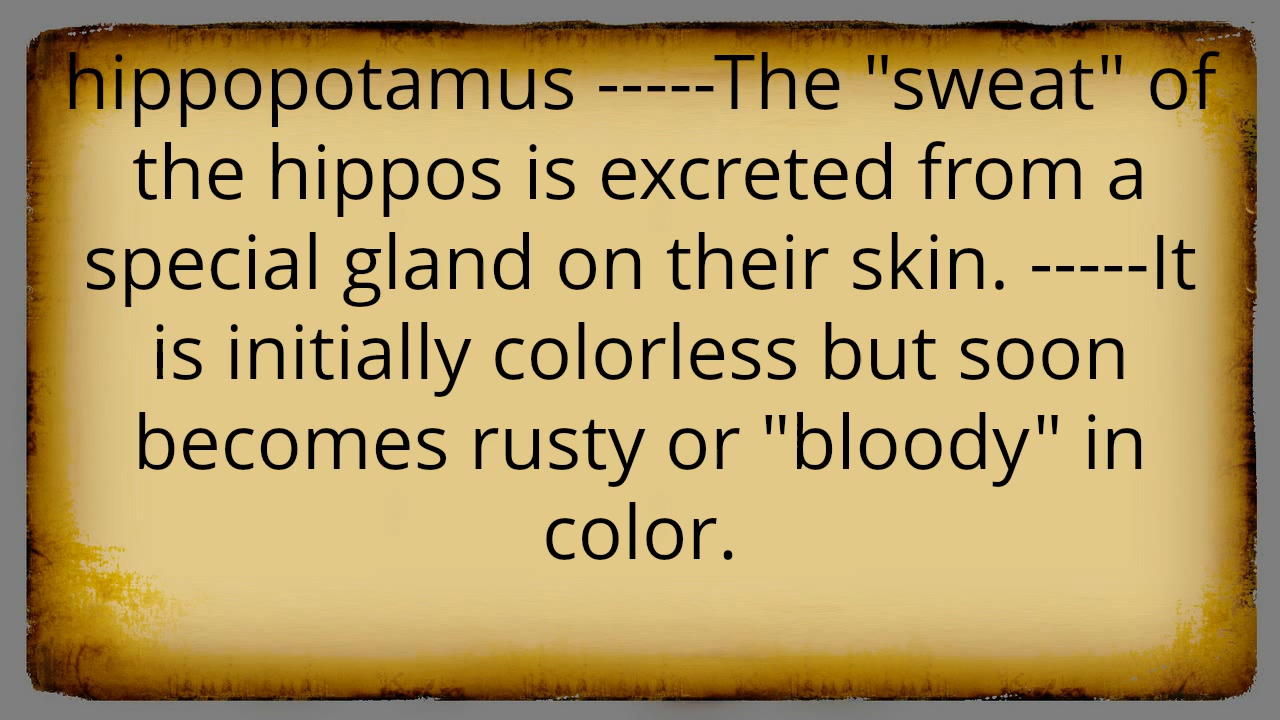 hippopotamus -----The "sweat" of
the hippos is excreted from a
special gland on their skin. -----It
is initially colorless but soon
becomes rusty or "bloody" in
color.